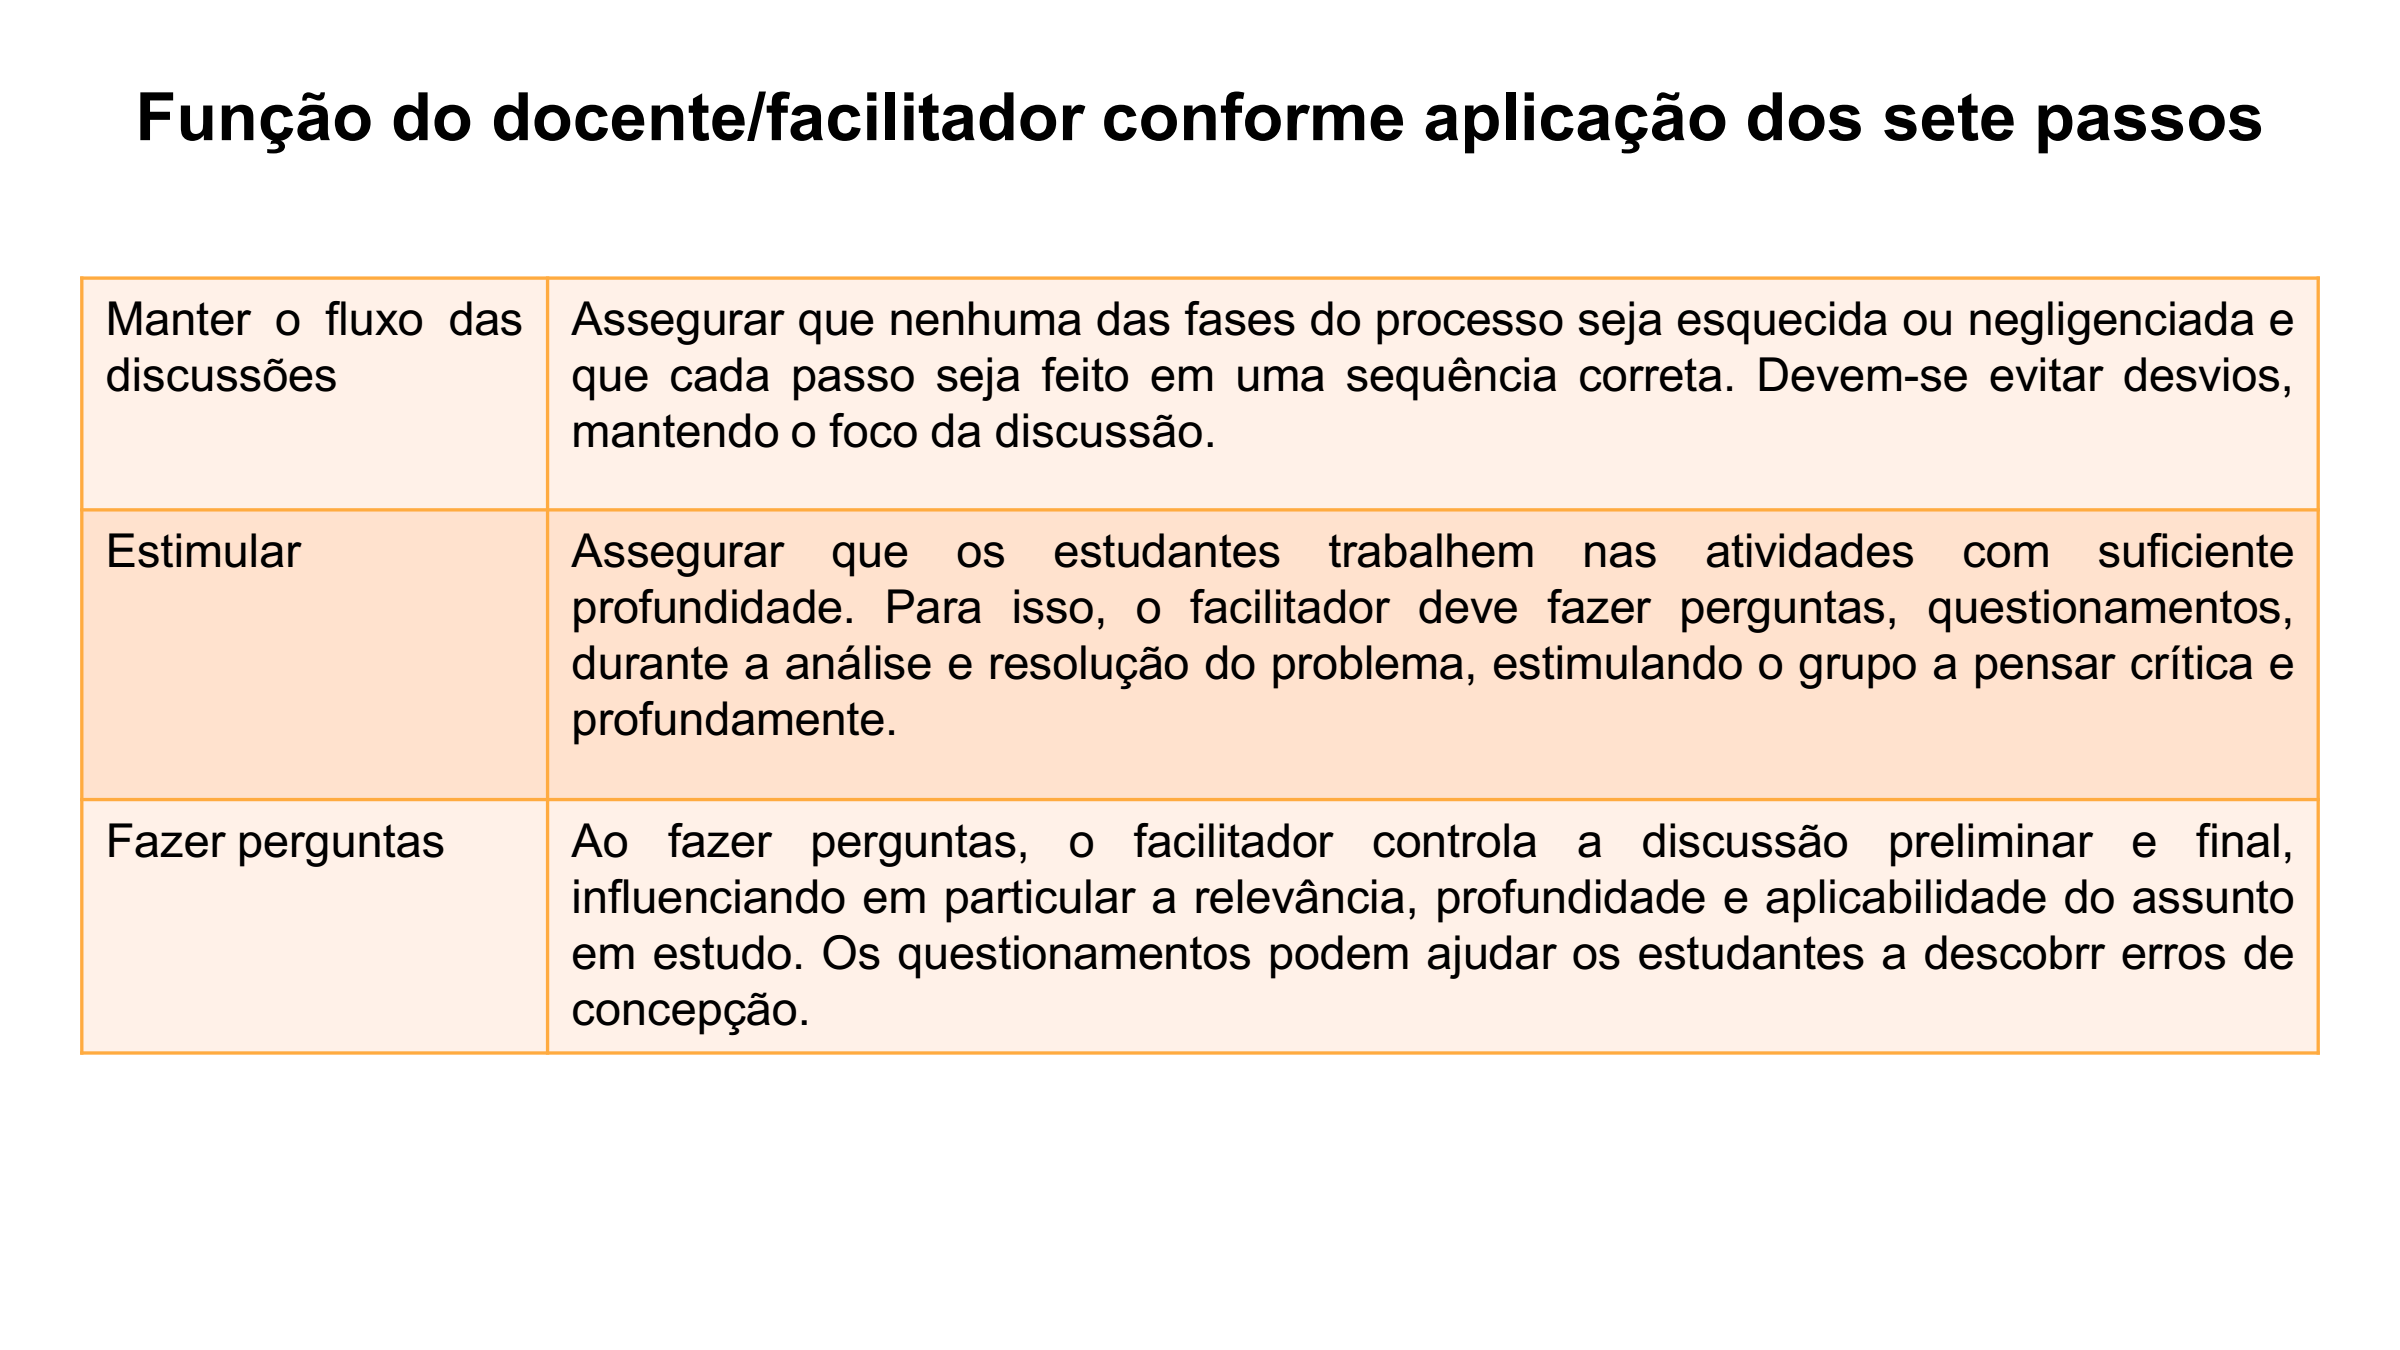 Função do docente/facilitador conforme aplicação dos sete passos
Manter o fluxo das
discussões
Assegurar que nenhuma das fases do processo seja esquecida ou negligenciada e
que cada passo seja feito em uma sequência correta. Devem-se evitar desvios,
mantendo o foco da discussão.
Estimular
Assegurar que os estudantes trabalhem nas atividades com suficiente
profundidade. Para isso, o facilitador deve fazer perguntas, questionamentos,
durante a análise e resolução do problema, estimulando o grupo a pensar crítica e
profundamente.
Fazer perguntas
Ao fazer perguntas, o facilitador controla a discussão preliminar e final,
influenciando em particular a relevância, profundidade e aplicabilidade do assunto
em estudo. Os questionamentos podem ajudar os estudantes a descobrr erros de
concepção.